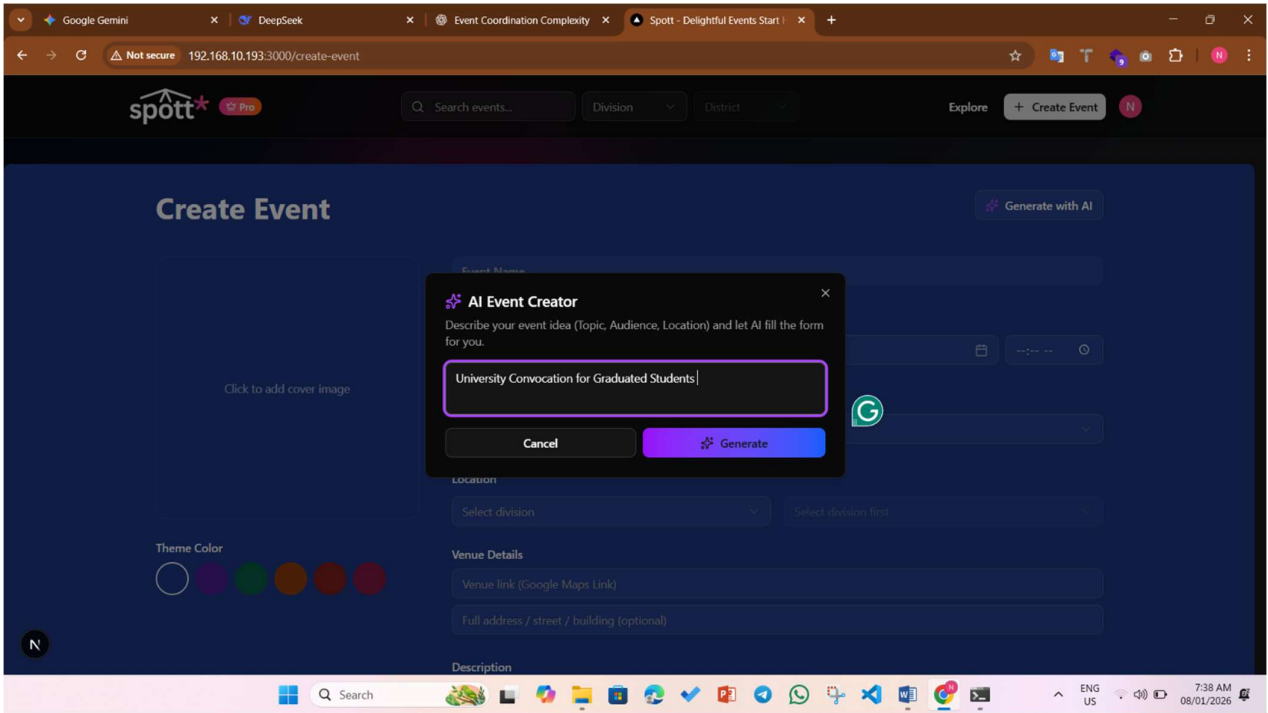 Google Gemini
DeepSeek
Event Coordination Complexity
Spott - Delightful Events Start H
Not secure
192.168.10.193:3000/create-event
9
N
spott*
Pro
Search events...
Division
District
Explore
+ Create Event
N
Create Event
Generate with AI
Event Name
AI Event Creator
Describe your event idea (Topic, Audience, Location) and let AI fill the form
for you.
University Convocation for Graduated Students
Click to add cover image
--:-- --
G
Cancel
Generate
Location
Select division
Select division first
Theme Color
Venue Details
Venue link (Google Maps Link)
Full address / street / building (optional)
N
Description
Search
ENG
US
7:38 AM
08/01/2026